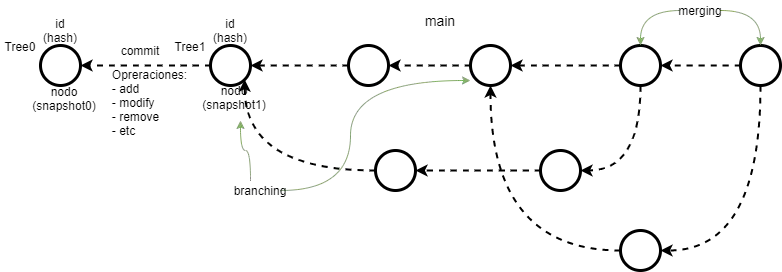 id
(hash)
Tree0
commit
Tree1
id
(hash)
main
merging
Opreraciones:
- add
- modify
- remove
- etc
nodo
(snapshot0)
nodo
(snapshot1)
branching